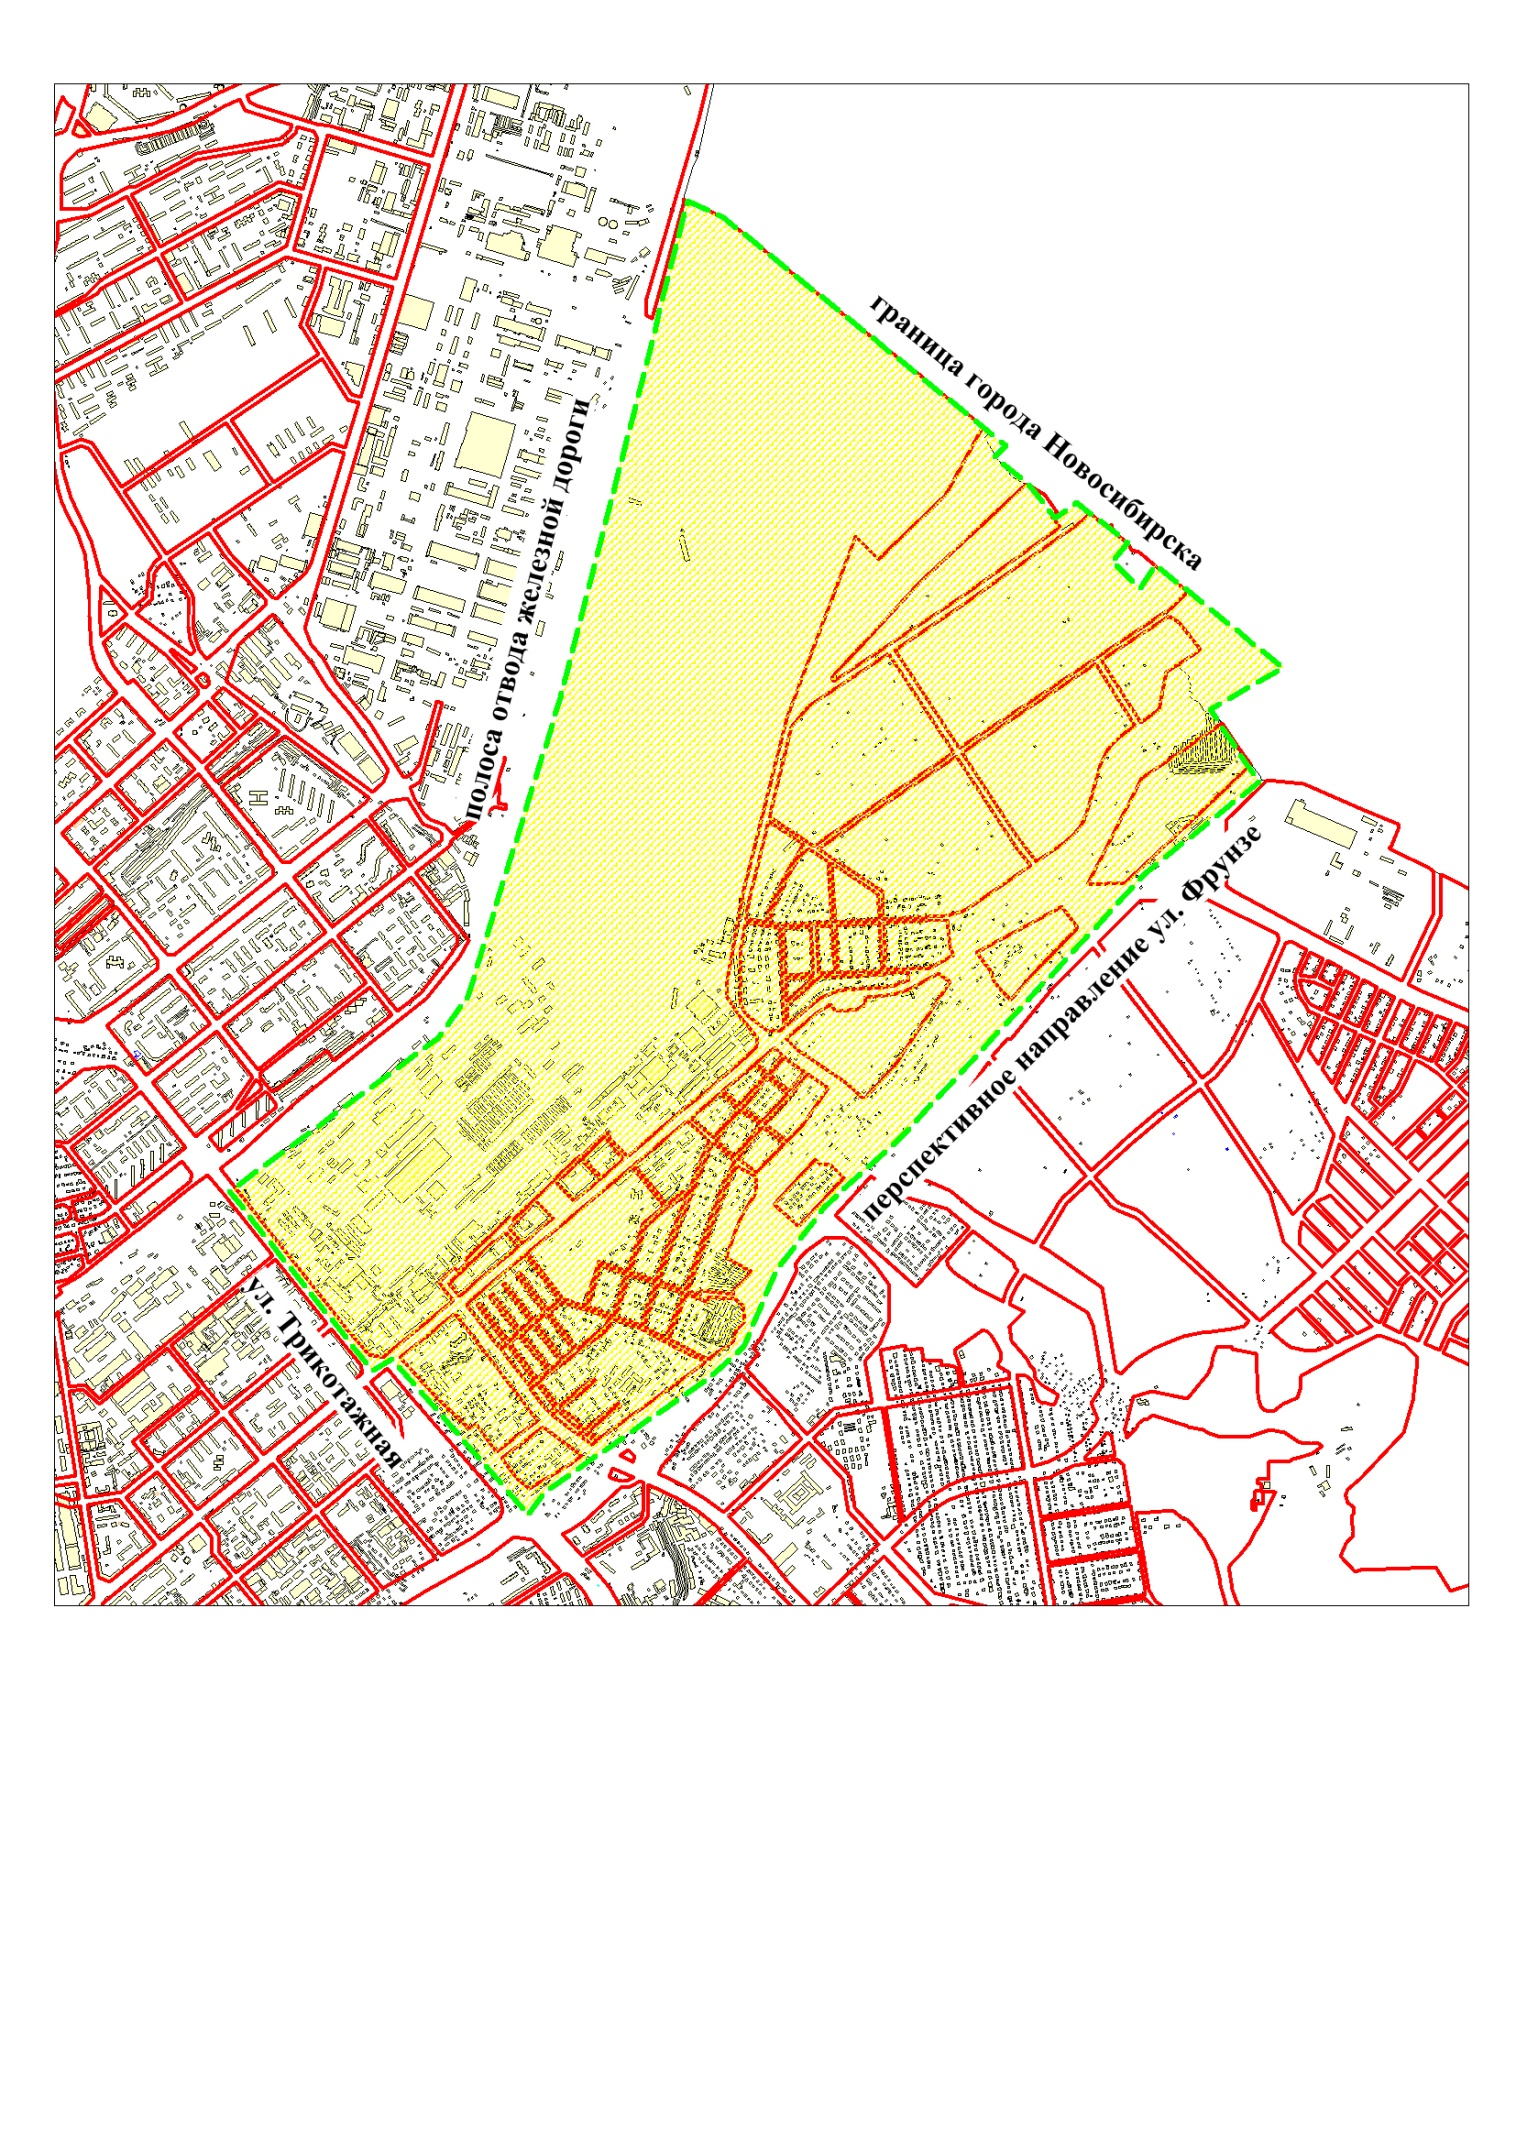 граница города Новосибирска
полоса отвода железной дороги
перспективное направление ул. Фрунзе
ул. Трикотажная